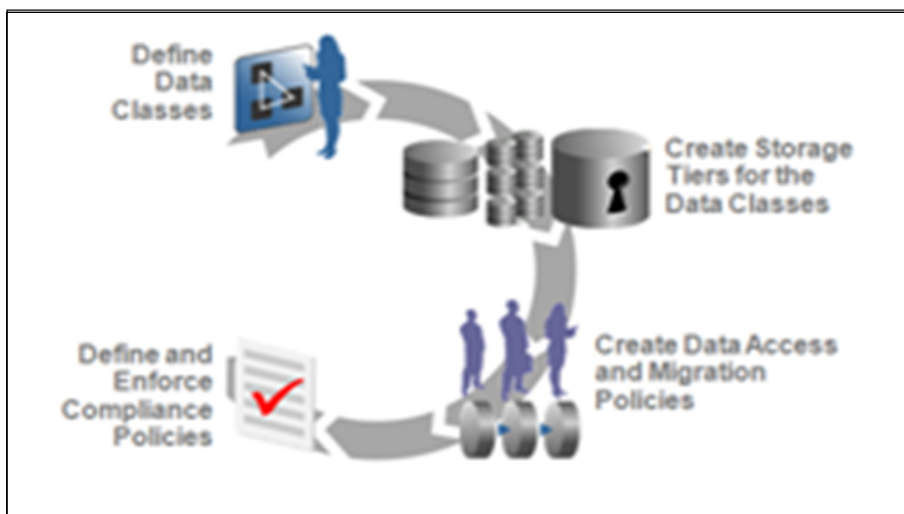 Define
Data
Classes
Create Storage
Tiers for the
Data Classes
Create Data Access
and Migration
Policies
Define and
Enforce
Compliance
Policies